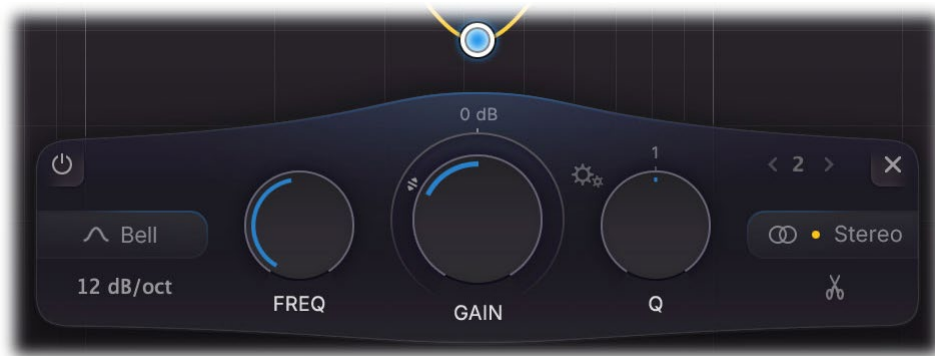 0 dB
1
2
Bell
Stereo
12 dB/oct
FREQ
GAIN
Q